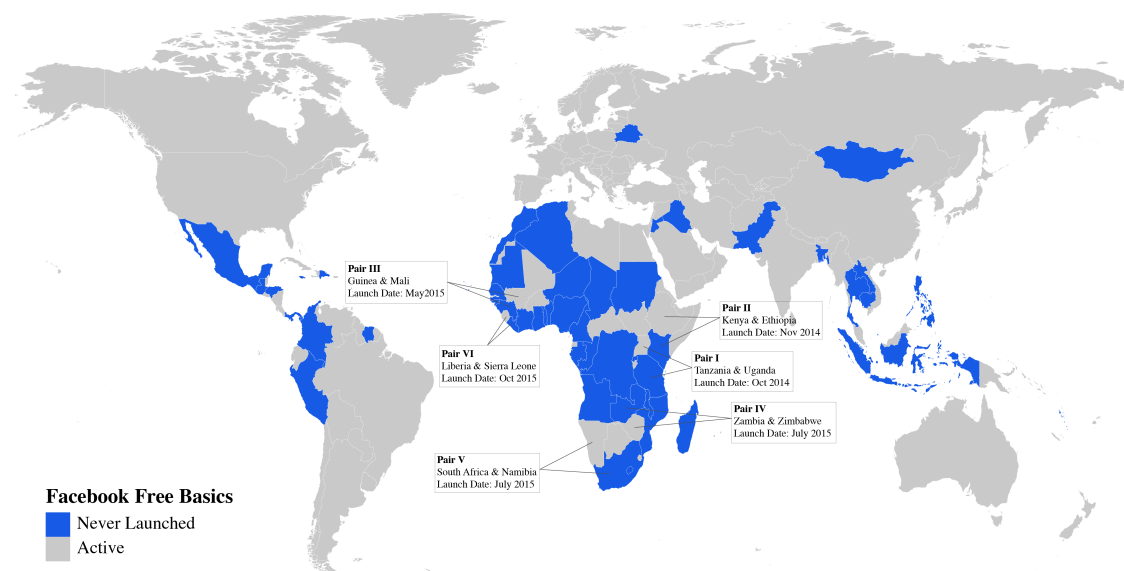 Pair III
Guinea & Mali
Launch Date: May2015
Pair II
Kenya & Ethiopia
Launch Date: Nov 2014
Pair VI
Liberia & Sierra Leone
Launch Date: Oct 2015
Pair I
Tanzania & Uganda
Launch Date: Oct 2014
Pair IV
Zambia & Zimbabwe
Launch Date: July 2015
Pair V
South Africa & Namibia
Launch Date: July 2015
Facebook Free Basics
Never Launched
Active